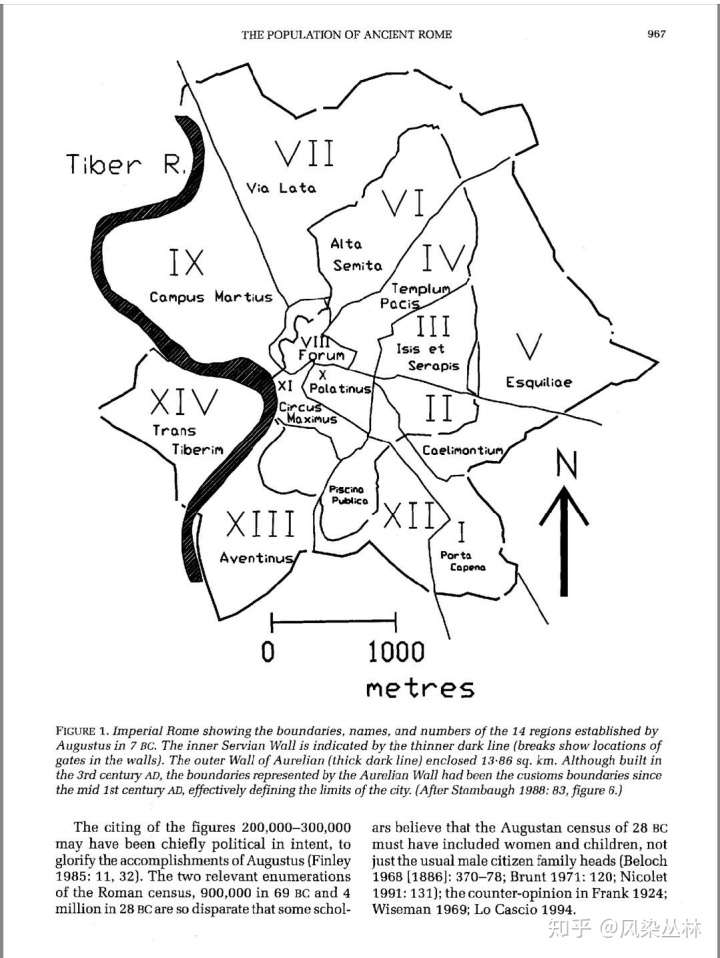 THE POPULATION OF ANCIENT ROME
967
Tiber R.
VII
Via Lata
VI
Alta
Semita
IV
Templum
Pacis
IX
Campus Martius
VIII
Forum
III
Isis et
Serapis
V
Esquiliae
XI
Circus
Maximus
X
Palatinus
II
Caelimontium
XIV
Trans
Tiberim
Piscina
Publica
XII
XIII
Aventinus
I
Porta
Capena
N
0
1000
metres
FIGURE 1. Imperial Rome showing the boundaries, names, and numbers of the 14 regions established by
Augustus in 7 BC. The inner Servian Wall is indicated by the thinner dark line (breaks show locations of
gates in the walls). The outer Wall of Aurelian (thick dark line) enclosed 13·86 sq. km. Although built in
the 3rd century AD, the boundaries represented by the Aurelian Wall had been the customs boundaries since
the mid 1st century AD, effectively defining the limits of the city. (After Stambaugh 1988: 83, figure 6.)
The citing of the figures 200,000–300,000
may have been chiefly political in intent, to
glorify the accomplishments of Augustus (Finley
1985: 11, 32). The two relevant enumerations
of the Roman census, 900,000 in 69 BC and 4
million in 28 BC are so disparate that some schol-
ars believe that the Augustan census of 28 BC
must have included women and children, not
just the usual male citizen family heads (Beloch
1968 [1886]: 370–78; Brunt 1971: 120; Nicolet
1991: 131); the counter-opinion in Frank 1924;
Wiseman 1969; Lo Cascio 1994.
知乎 @风染丛林